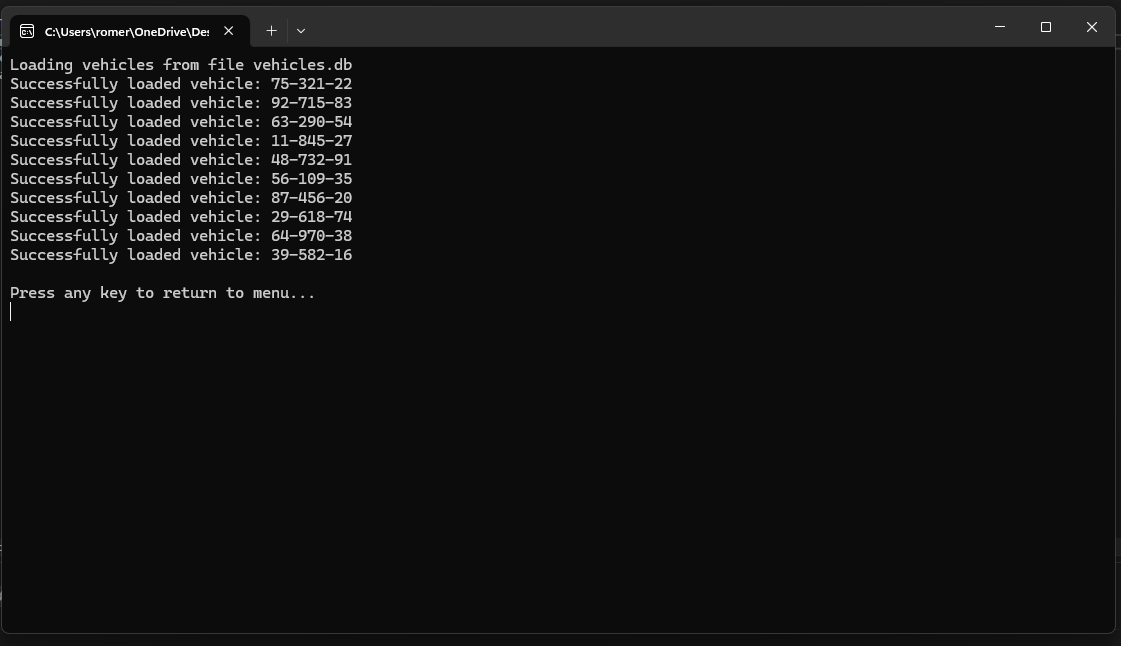 C:\Users\romer\OneDrive\Des
Loading vehicles from file vehicles.db
Successfully loaded vehicle: 75-321-22
Successfully loaded vehicle: 92-715-83
Successfully loaded vehicle: 63-290-54
Successfully loaded vehicle: 11-845-27
Successfully loaded vehicle: 48-732-91
Successfully loaded vehicle: 56-109-35
Successfully loaded vehicle: 87-456-20
Successfully loaded vehicle: 29-618-74
Successfully loaded vehicle: 64-970-38
Successfully loaded vehicle: 39-582-16
Press any key to return to menu...